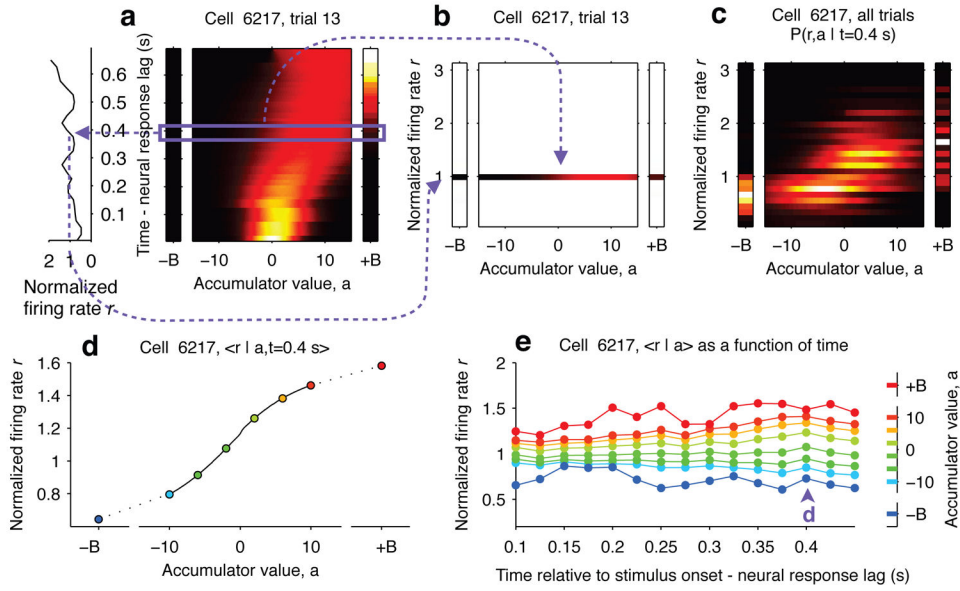 a
Cell 6217, trial 13
Time - neural response lag (s)
0.6
0.5
0.4
0.3
0.2
0.1
2 1 0
Normalized
firing rate r
−B
−10 0 10
+B
Accumulator value, a
b
Cell 6217, trial 13
Normalized firing rate r
3
2
1
0
−B
−10 0 10
+B
Accumulator value, a
c
Cell 6217, all trials
P(r,a | t=0.4 s)
Normalized firing rate r
3
2
1
0
−B
−10 0 10
+B
Accumulator value, a
d
Cell 6217, <r | a,t=0.4 s>
Normalized firing rate r
1.6
1.4
1.2
1
0.8
−B
−10 0 10
+B
Accumulator value, a
e
Cell 6217, <r | a> as a function of time
Normalized firing rate r
2
1.5
1
0.5
d
0.1 0.15 0.2 0.25 0.3 0.35 0.4
Time relative to stimulus onset - neural response lag (s)
+B
10
0
−10
−B
Accumulator value, a